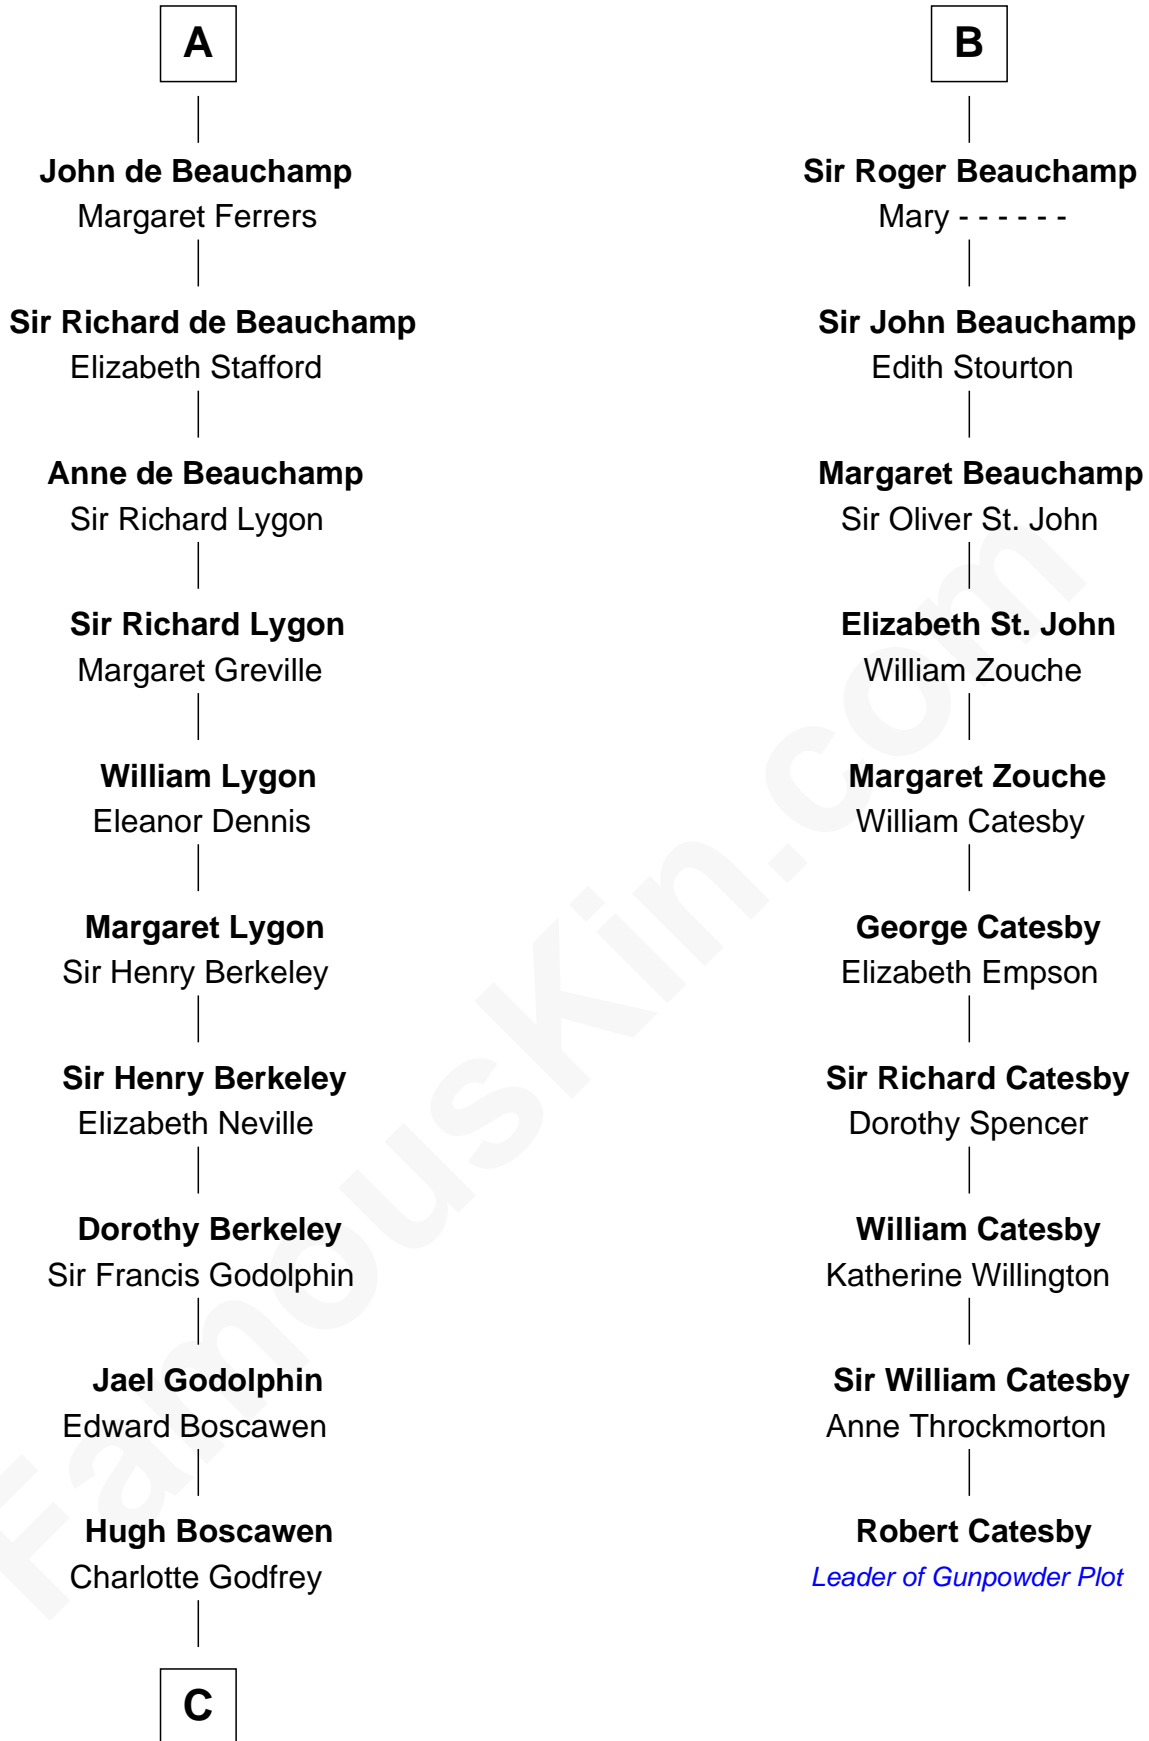 A
John de Beauchamp
Margaret Ferrers
Sir Richard de Beauchamp
Elizabeth Stafford
Anne de Beauchamp
Sir Richard Lygon
Sir Richard Lygon
Margaret Greville
William Lygon
Eleanor Dennis
Margaret Lygon
Sir Henry Berkeley
Sir Henry Berkeley
Elizabeth Neville
Dorothy Berkeley
Sir Francis Godolphin
Jael Godolphin
Edward Boscawen
Hugh Boscawen
Charlotte Godfrey
C
B
Sir Roger Beauchamp
Mary - - - - - -
Sir John Beauchamp
Edith Stourton
Margaret Beauchamp
Sir Oliver St. John
Elizabeth St. John
William Zouche
Margaret Zouche
William Catesby
George Catesby
Elizabeth Empson
Sir Richard Catesby
Dorothy Spencer
William Catesby
Katherine Willington
Sir William Catesby
Anne Throckmorton
Robert Catesby
Leader of Gunpowder Plot
FamousKin.com